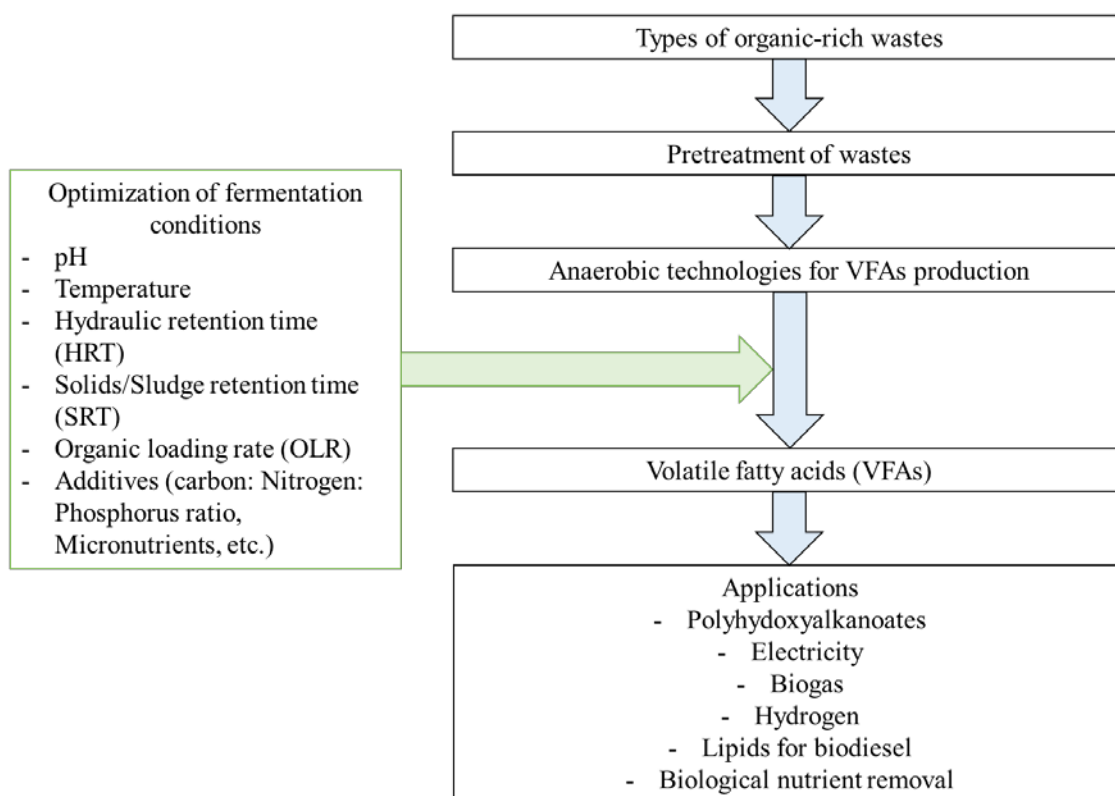 Types of organic-rich wastes
Pretreatment of wastes
Anaerobic technologies for VFAs production
Optimization of fermentation
conditions
- pH
- Temperature
- Hydraulic retention time
(HRT)
- Solids/Sludge retention time
(SRT)
- Organic loading rate (OLR)
- Additives (carbon: Nitrogen:
Phosphorus ratio,
Micronutrients, etc.)
Volatile fatty acids (VFAs)
Applications
- Polyhydoxyalkanoates
- Electricity
- Biogas
- Hydrogen
- Lipids for biodiesel
- Biological nutrient removal